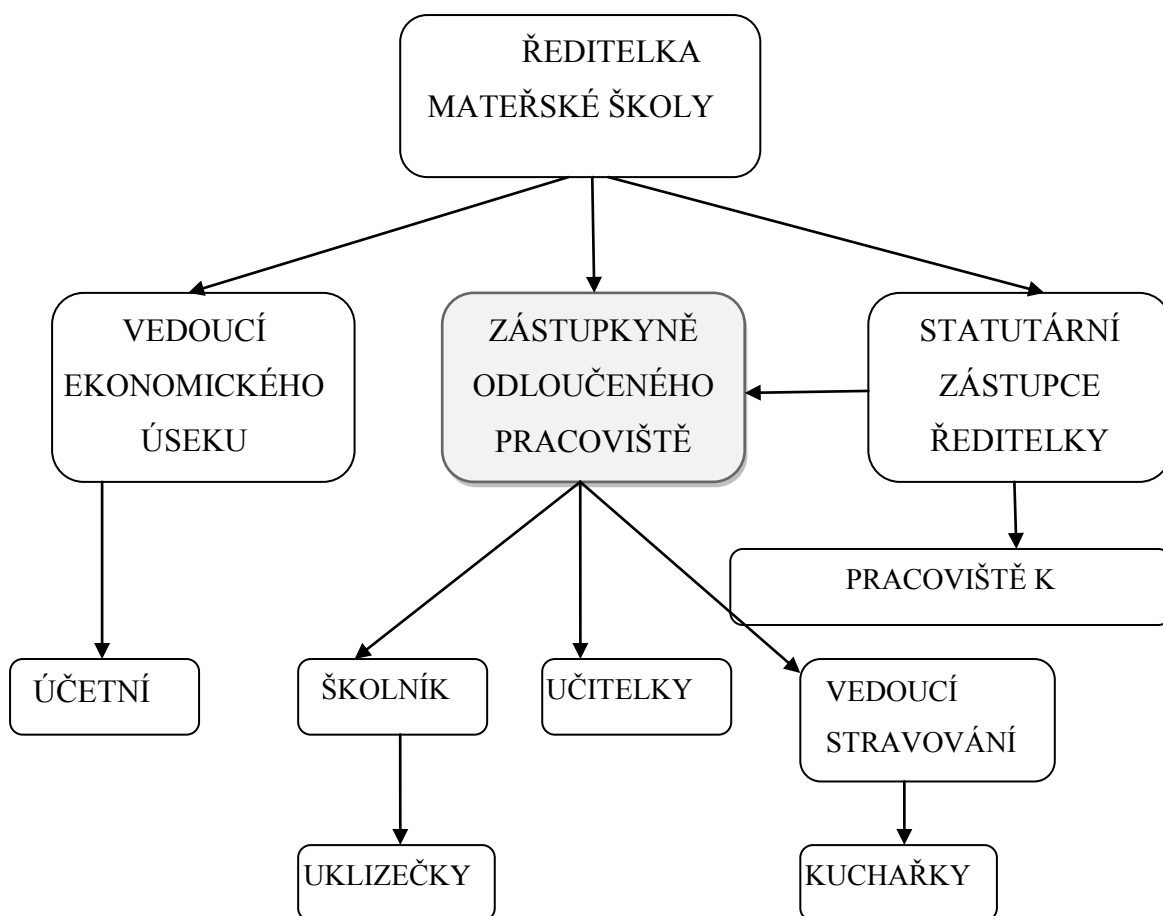 ŘEDITELKA
MATEŘSKÉ ŠKOLY
VEDOUCÍ
EKONOMICKÉHO
ÚSEKU
ZÁSTUPKYNĚ
ODLOUČENÉHO
PRACOVIŠTĚ
STATUTÁRNÍ
ZÁSTUPCE
ŘEDITELKY
PRACOVIŠTĚ K
ÚČETNÍ
ŠKOLNÍK
UČITELKY
VEDOUCÍ
STRAVOVÁNÍ
UKLIZEČKY
KUCHAŘKY